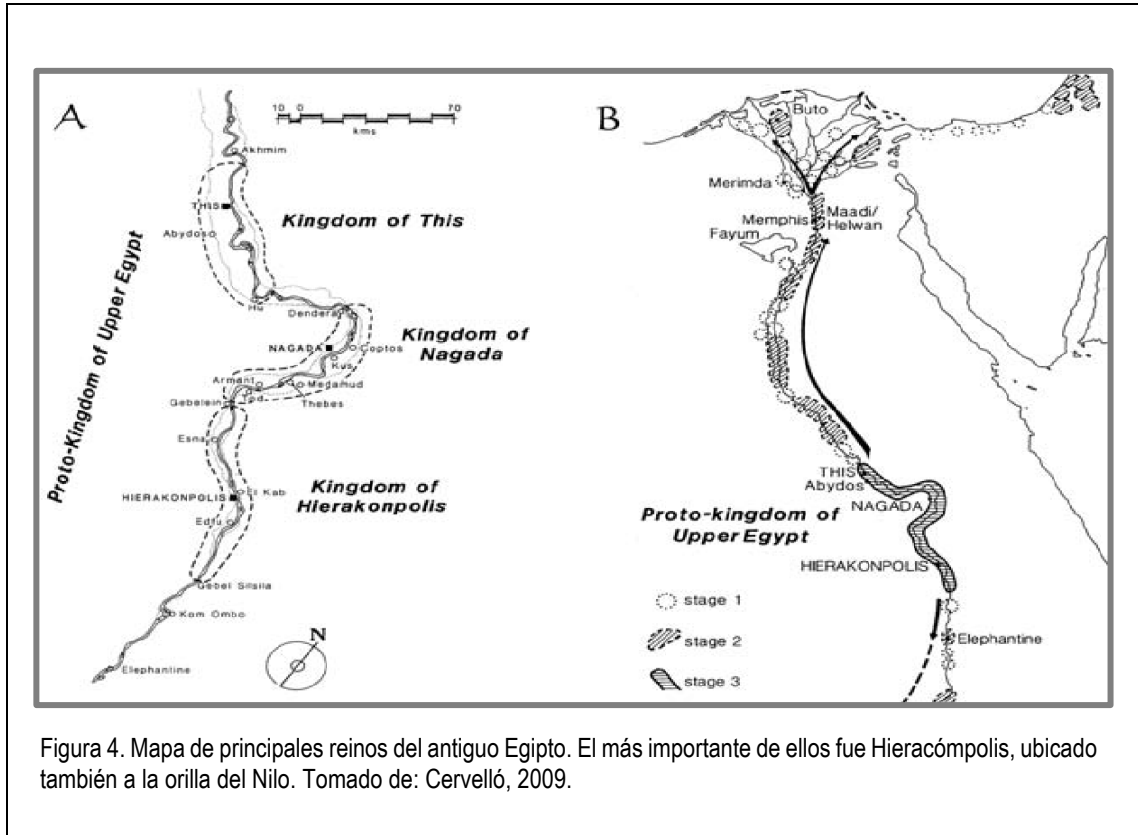 A
10 0 70
kms
Akhmim
THIS
Kingdom of This
Abydos
Proto-Kingdom of Upper Egypt
Hu
Dendera
Kingdom of
Nagada
NAGADA
Coptos
Kus
Armant
Medamud
Tod
Gebelein
Thebes
Esna
Kingdom of
Hierakonpolis
HIERAKONPOLIS
El Kab
Edfu
Gebel Silsila
Kom Ombo
N
Elephantine
B
Buto
Merimda
Maadi/
Helwan
Memphis
Fayum
THIS
Abydos
NAGADA
Proto-kingdom of
Upper Egypt
HIERAKONPOLIS
stage 1
stage 2
Elephantine
stage 3
Figura 4. Mapa de principales reinos del antiguo Egipto. El más importante de ellos fue Hieracómpolis, ubicado
también a la orilla del Nilo. Tomado de: Cervelló, 2009.